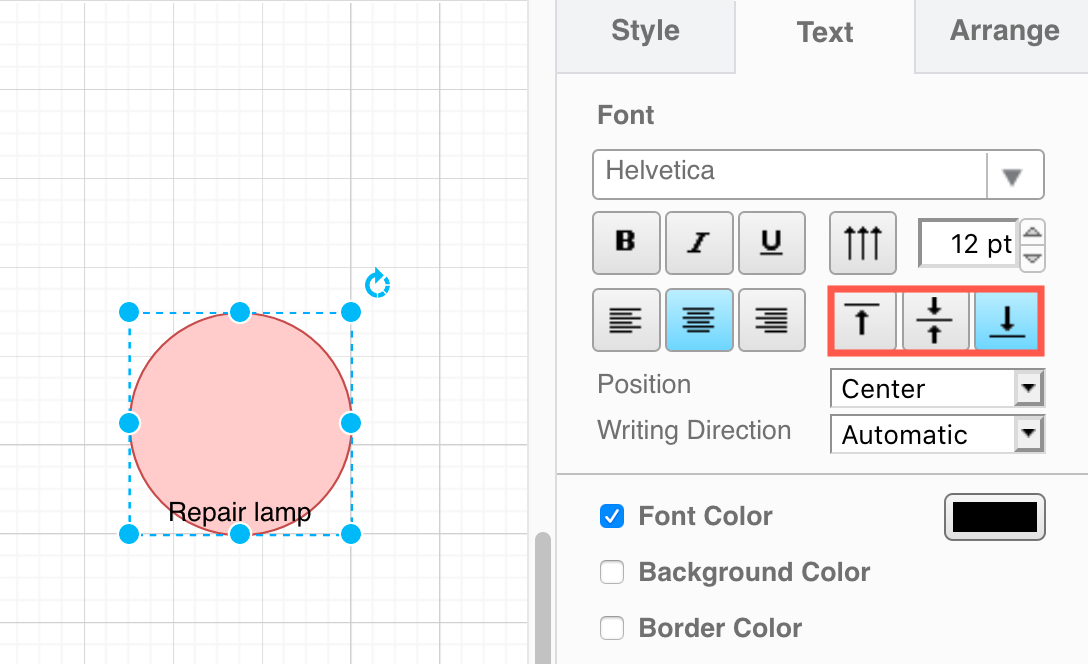 Style Text Arrange
Font
Helvetica
B I U 12 pt
Position Center
Writing Direction Automatic
Repair lamp
Font Color
Background Color
Border Color